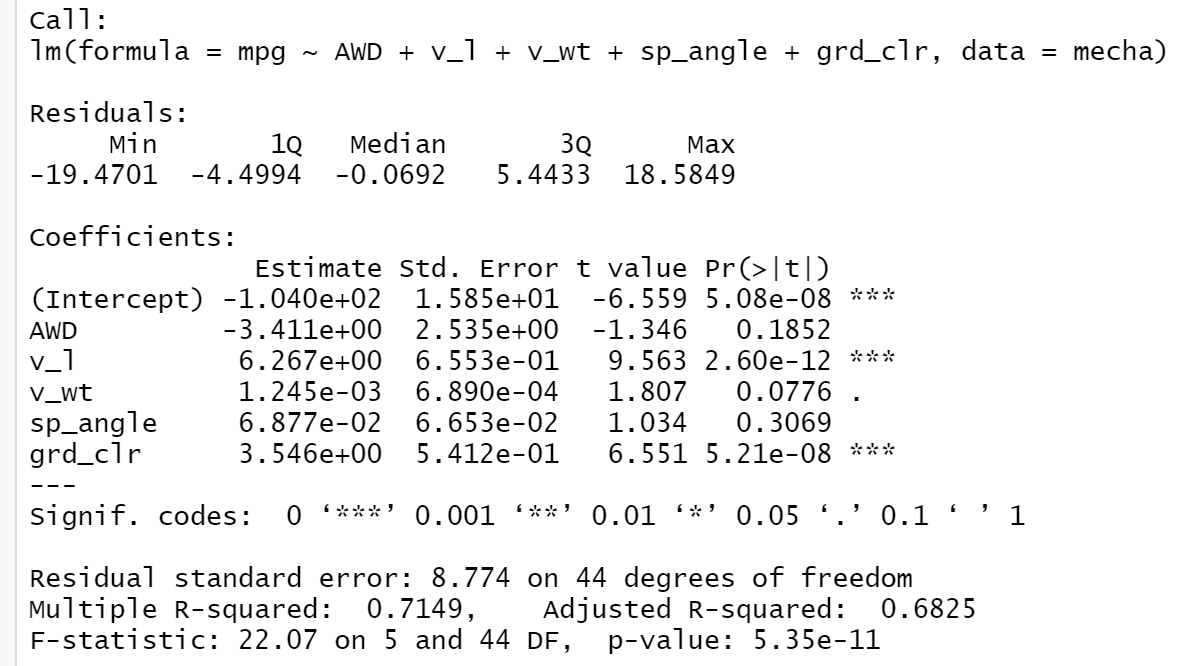 Call:
lm(formula = mpg ~ AWD + v_l + v_wt + sp_angle + grd_clr, data = mecha)
Residuals:
Min 1Q Median 3Q Max
-19.4701 -4.4994 -0.0692 5.4433 18.5849
Coefficients:
Estimate Std. Error t value Pr(>|t|)
(Intercept) -1.040e+02 1.585e+01 -6.559 5.08e-08 ***
AWD -3.411e+00 2.535e+00 -1.346 0.1852
v_l 6.267e+00 6.553e-01 9.563 2.60e-12 ***
v_wt 1.245e-03 6.890e-04 1.807 0.0776 .
sp_angle 6.877e-02 6.653e-02 1.034 0.3069
grd_clr 3.546e+00 5.412e-01 6.551 5.21e-08 ***
---
Signif. codes: 0 ‘***’ 0.001 ‘**’ 0.01 ‘*’ 0.05 ‘.’ 0.1 ‘ ’ 1
Residual standard error: 8.774 on 44 degrees of freedom
Multiple R-squared: 0.7149, Adjusted R-squared: 0.6825
F-statistic: 22.07 on 5 and 44 DF, p-value: 5.35e-11